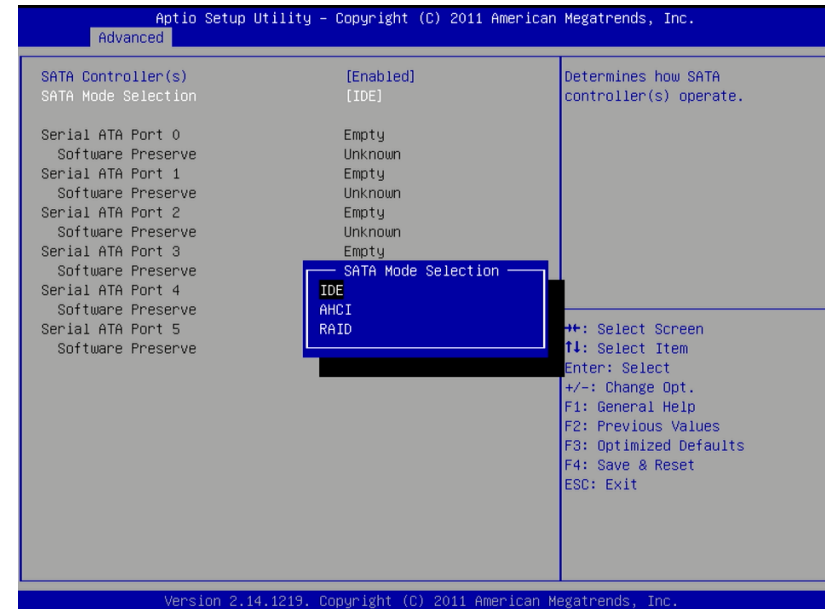 Aptio Setup Utility – Copyright (C) 2011 American Megatrends, Inc.
Advanced
SATA Controller(s) [Enabled]
SATA Mode Selection [IDE]
Serial ATA Port 0 Empty
Software Preserve Unknown
Serial ATA Port 1 Empty
Software Preserve Unknown
Serial ATA Port 2 Empty
Software Preserve Unknown
Serial ATA Port 3 Empty
Software Preserve
Serial ATA Port 4
Software Preserve
Serial ATA Port 5
Software Preserve
SATA Mode Selection
IDE
AHCI
RAID
Determines how SATA
controller(s) operate.
→←: Select Screen
↑↓: Select Item
Enter: Select
+/-: Change Opt.
F1: General Help
F2: Previous Values
F3: Optimized Defaults
F4: Save & Reset
ESC: Exit
Version 2.14.1219. Copyright (C) 2011 American Megatrends, Inc.